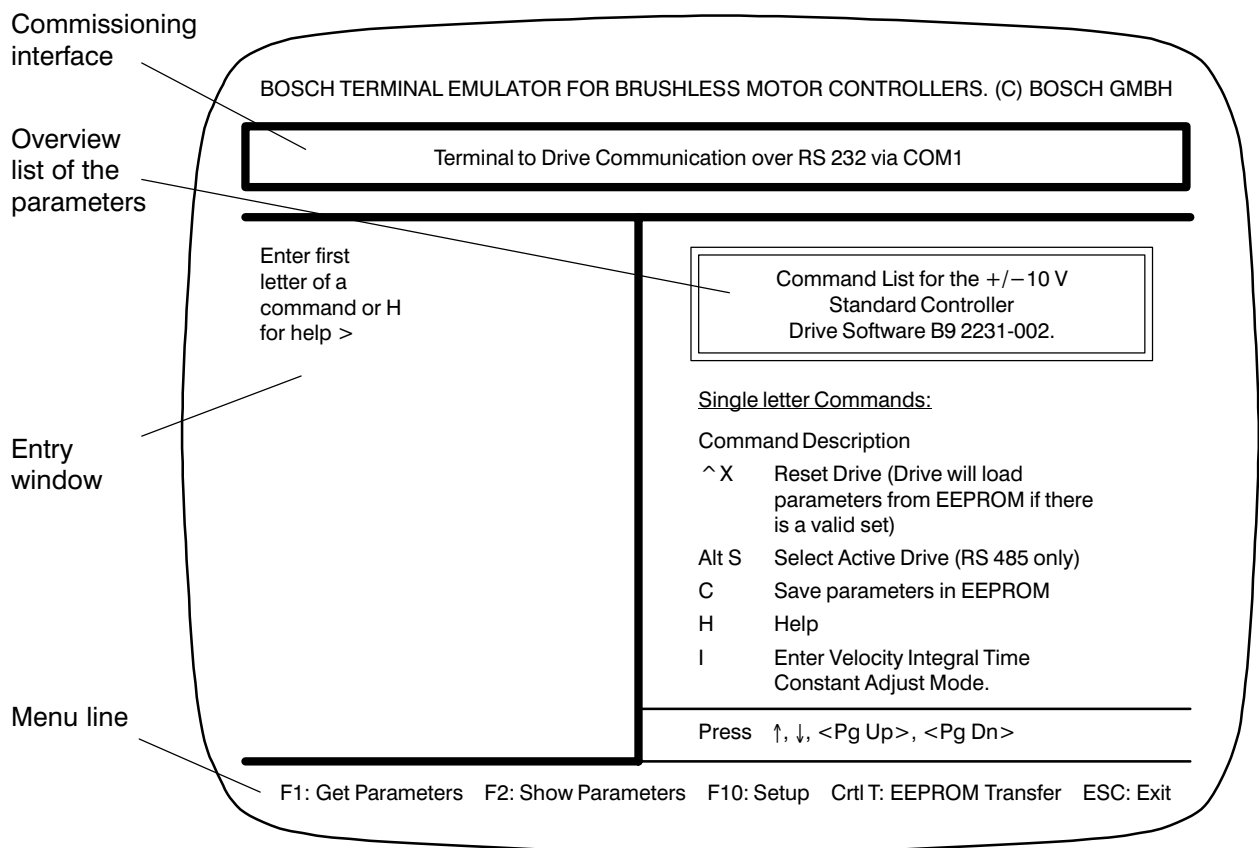 Commissioning
interface
Overview
list of the
parameters
Entry
window
Menu line
BOSCH TERMINAL EMULATOR FOR BRUSHLESS MOTOR CONTROLLERS. (C) BOSCH GMBH
Terminal to Drive Communication over RS 232 via COM1
Enter first
letter of a
command or H
for help >
Command List for the +/−10 V
Standard Controller
Drive Software B9 2231-002.
Single letter Commands:
Command Description
^X Reset Drive (Drive will load
parameters from EEPROM if there
is a valid set)
Alt S Select Active Drive (RS 485 only)
C Save parameters in EEPROM
H Help
I Enter Velocity Integral Time
Constant Adjust Mode.
Press ↑, ↓, <Pg Up>, <Pg Dn>
F1: Get Parameters F2: Show Parameters F10: Setup Crtl T: EEPROM Transfer ESC: Exit